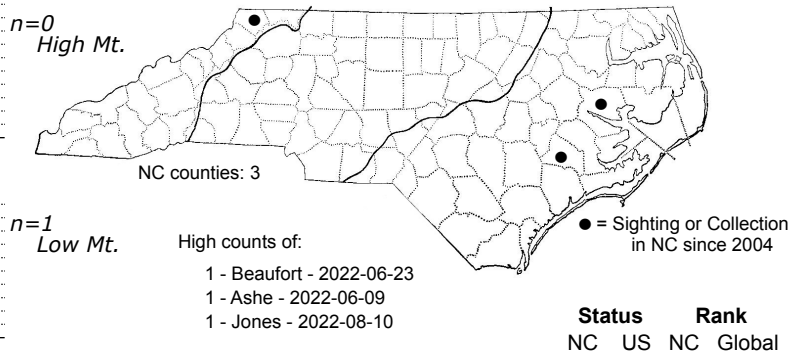 n=0
High Mt.
NC counties: 3
n=1
Low Mt.
High counts of:
1 - Beaufort - 2022-06-23
1 - Ashe - 2022-06-09
1 - Jones - 2022-08-10
● = Sighting or Collection
in NC since 2004
Status Rank
NC US NC Global